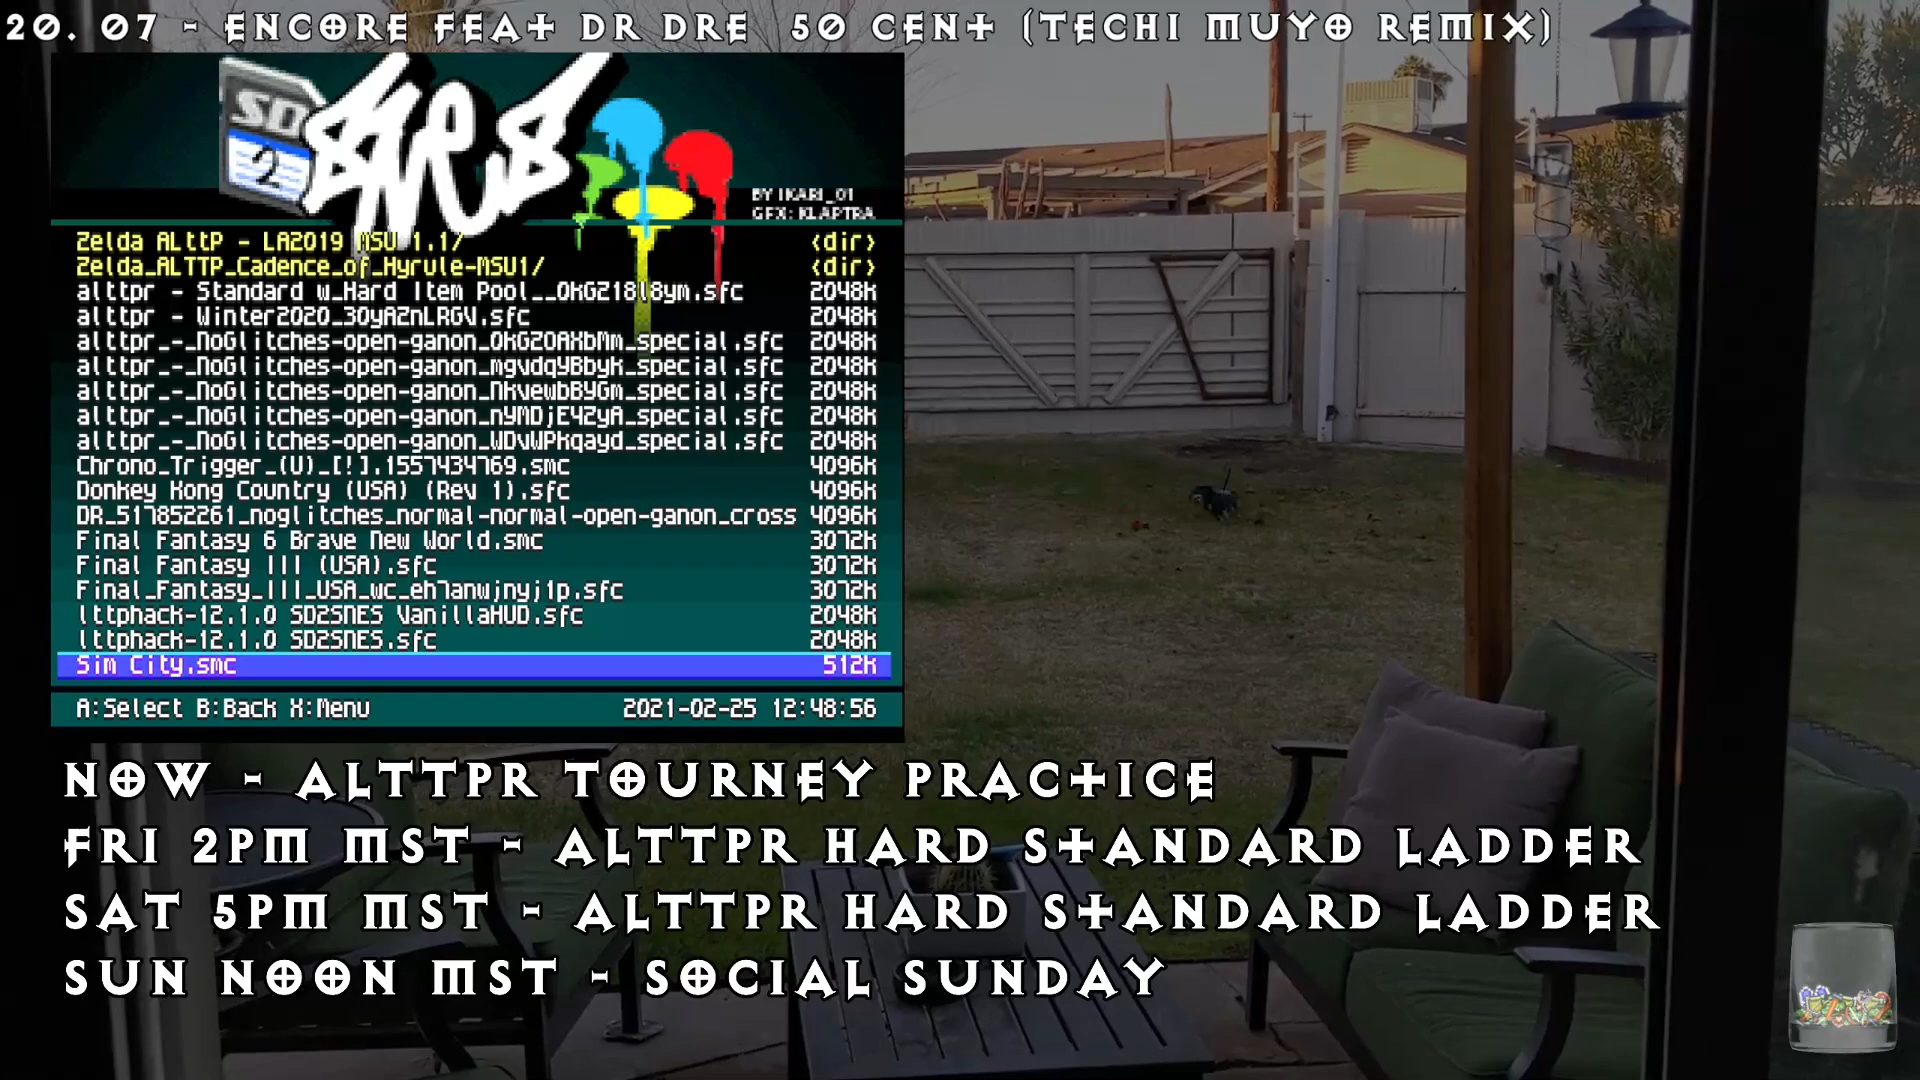 20. 07 - ENCORE FEAT DR DRE 50 CENT (TECHI MUYO REMIX)
SD
2
SNES
BY IKARI_01
GFX: KLAPTRA
Zelda ALttP - LA2019 MSU 1.1/ <dir>
Zelda_ALTTP_Cadence_of_Hyrule-MSU1/ <dir>
alttpr - Standard w_Hard Item Pool__0kGZ18l8ym.sfc 2048k
alttpr - Winter2020_30yAZnLRGV.sfc 2048k
alttpr_-_NoGlitches-open-ganon_0kGZOAXbMm_special.sfc 2048k
alttpr_-_NoGlitches-open-ganon_mgvdqYBbyk_special.sfc 2048k
alttpr_-_NoGlitches-open-ganon_NkvewbBYGm_special.sfc 2048k
alttpr_-_NoGlitches-open-ganon_nYMDjE4ZyA_special.sfc 2048k
alttpr_-_NoGlitches-open-ganon_WDvWPkqayd_special.sfc 2048k
Chrono_Trigger_(U)_[!].1557434769.smc 4096k
Donkey Kong Country (USA) (Rev 1).sfc 4096k
DR_517852261_noglitches_normal-normal-open-ganon_cross 4096k
Final Fantasy 6 Brave New World.smc 3072k
Final Fantasy III (USA).sfc 3072k
Final_Fantasy_III_USA_wc_eh7anwjnyj1p.sfc 3072k
lttphack-12.1.0 SD2SNES VanillaHUD.sfc 2048k
lttphack-12.1.0 SD2SNES.sfc 2048k
Sim City.smc 512k
A:Select B:Back X:Menu 2021-02-25 12:48:56
NOW - ALTTPR TOURNEY PRACTICE
FRI 2PM MST - ALTTPR HARD STANDARD LADDER
SAT 5PM MST - ALTTPR HARD STANDARD LADDER
SUN NOON MST - SOCIAL SUNDAY